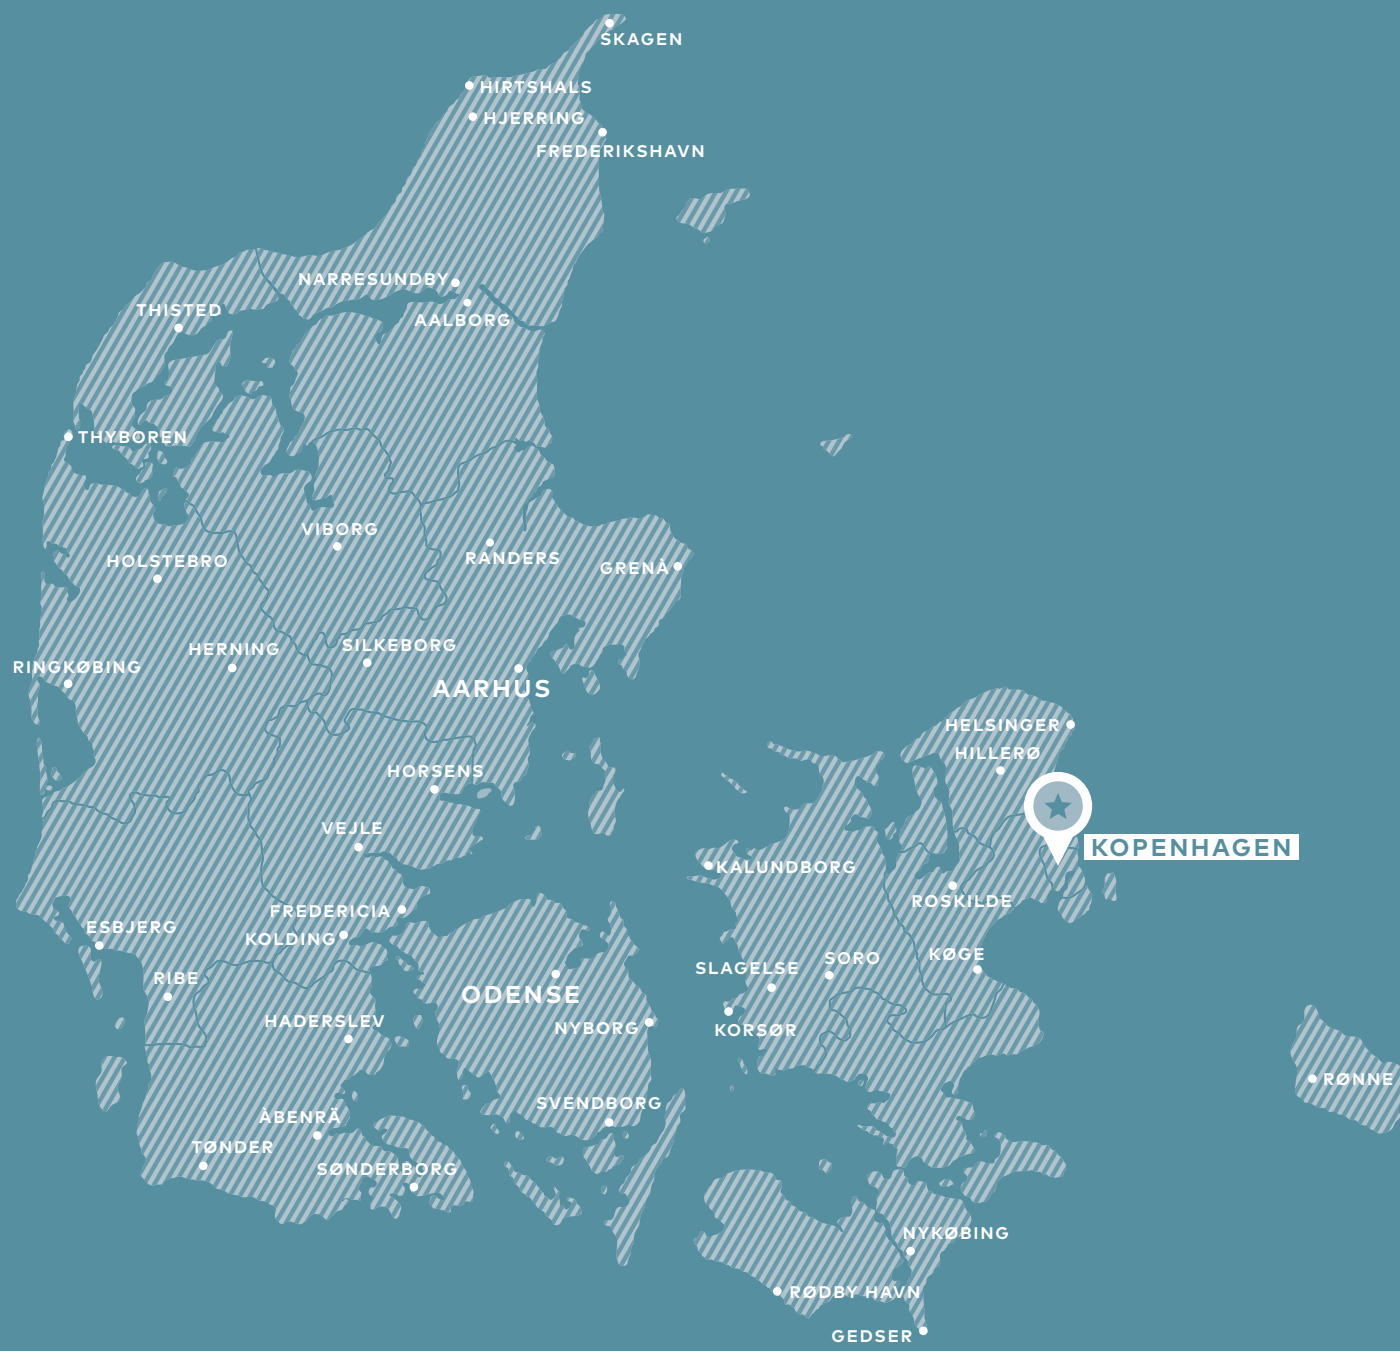 SKAGEN
HIRTSHALS
HJERRING
FREDERIKSHAVN
NARRESUNDBY
THISTED
AALBORG
THYBOREN
VIBORG
HOLSTEBRO
RANDERS
GRENÀ
HERNING
SILKEBORG
RINGKØBING
AARHUS
HELSINGER
HILLERØ
HORSENS
VEJLE
KOPENHAGEN
KALUNDBORG
ROSKILDE
FREDERICIA
ESBJERG
KOLDING
KØGE
SORO
SLAGELSE
RIBE
ODENSE
HADERSLEV
NYBORG
KORSØR
RØNNE
SVENDBORG
ÀBENRÄ
TØNDER
SØNDERBORG
NYKØBING
RØDBY HAVN
GEDSER